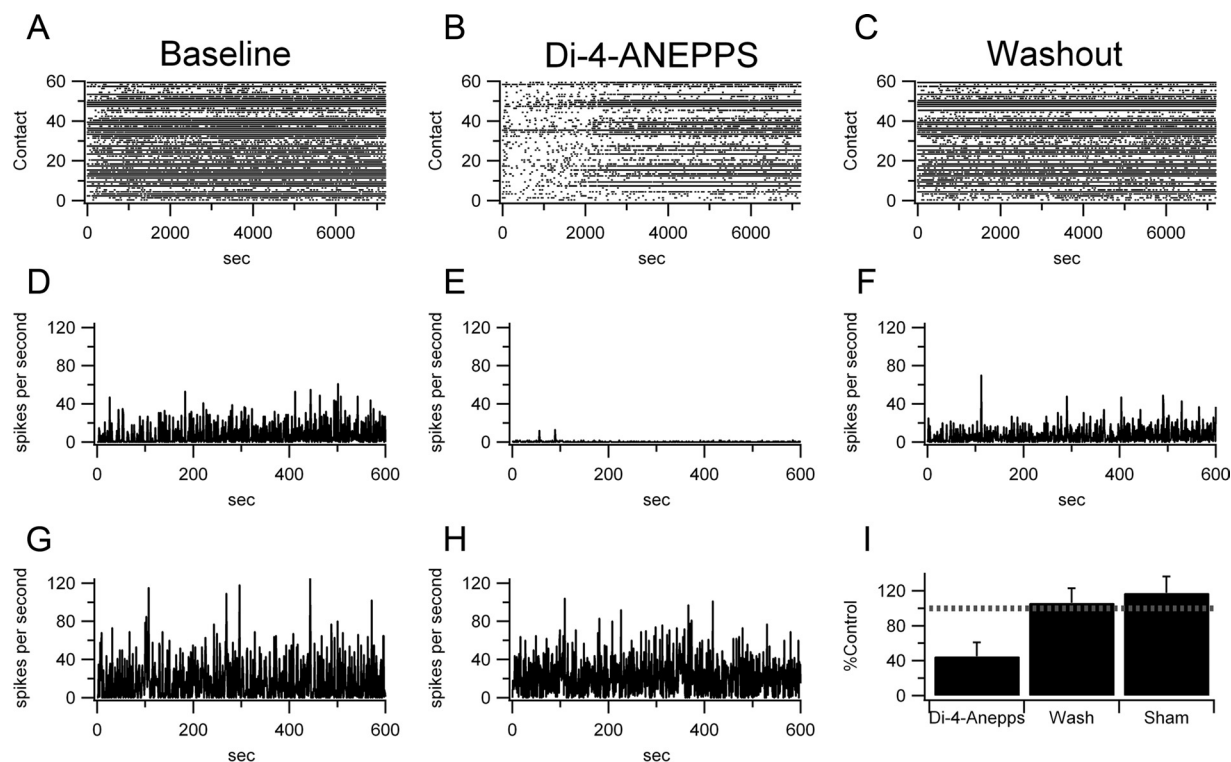 A
Baseline
Contact
60
40
20
0
0
2000
4000
6000
sec
B
Di-4-ANEPPS
Contact
60
40
20
0
0
2000
4000
6000
sec
C
Washout
Contact
60
40
20
0
0
2000
4000
6000
sec
D
spikes per second
120
80
40
0
0
200
400
600
sec
E
spikes per second
120
80
40
0
0
200
400
600
sec
F
spikes per second
120
80
40
0
0
200
400
600
sec
G
spikes per second
120
80
40
0
0
200
400
600
sec
H
spikes per second
120
80
40
0
0
200
400
600
sec
I
%Control
120
80
40
0
Di-4-Anepps
Wash
Sham